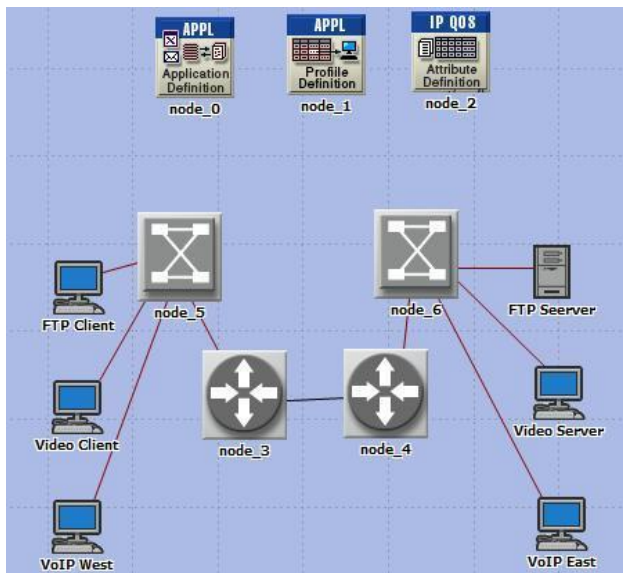 APPL
Application
Definition
node_0
APPL
Profiile
Definition
node_1
IP QOS
Attribute
Definition
node_2
node_5
node_6
FTP Client
FTP Seerver
Video Client
Video Server
node_3
node_4
VoIP West
VoIP East